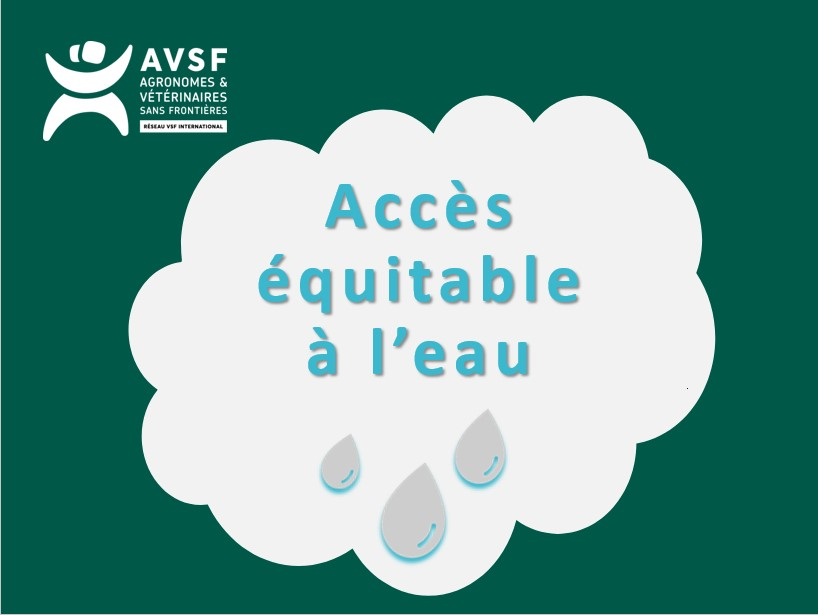 AVSF
AGRONOMES &
VÉTÉRINAIRES
SANS FRONTIÈRES
RÉSEAU VSF INTERNATIONAL
Accès
équitable
à l’eau